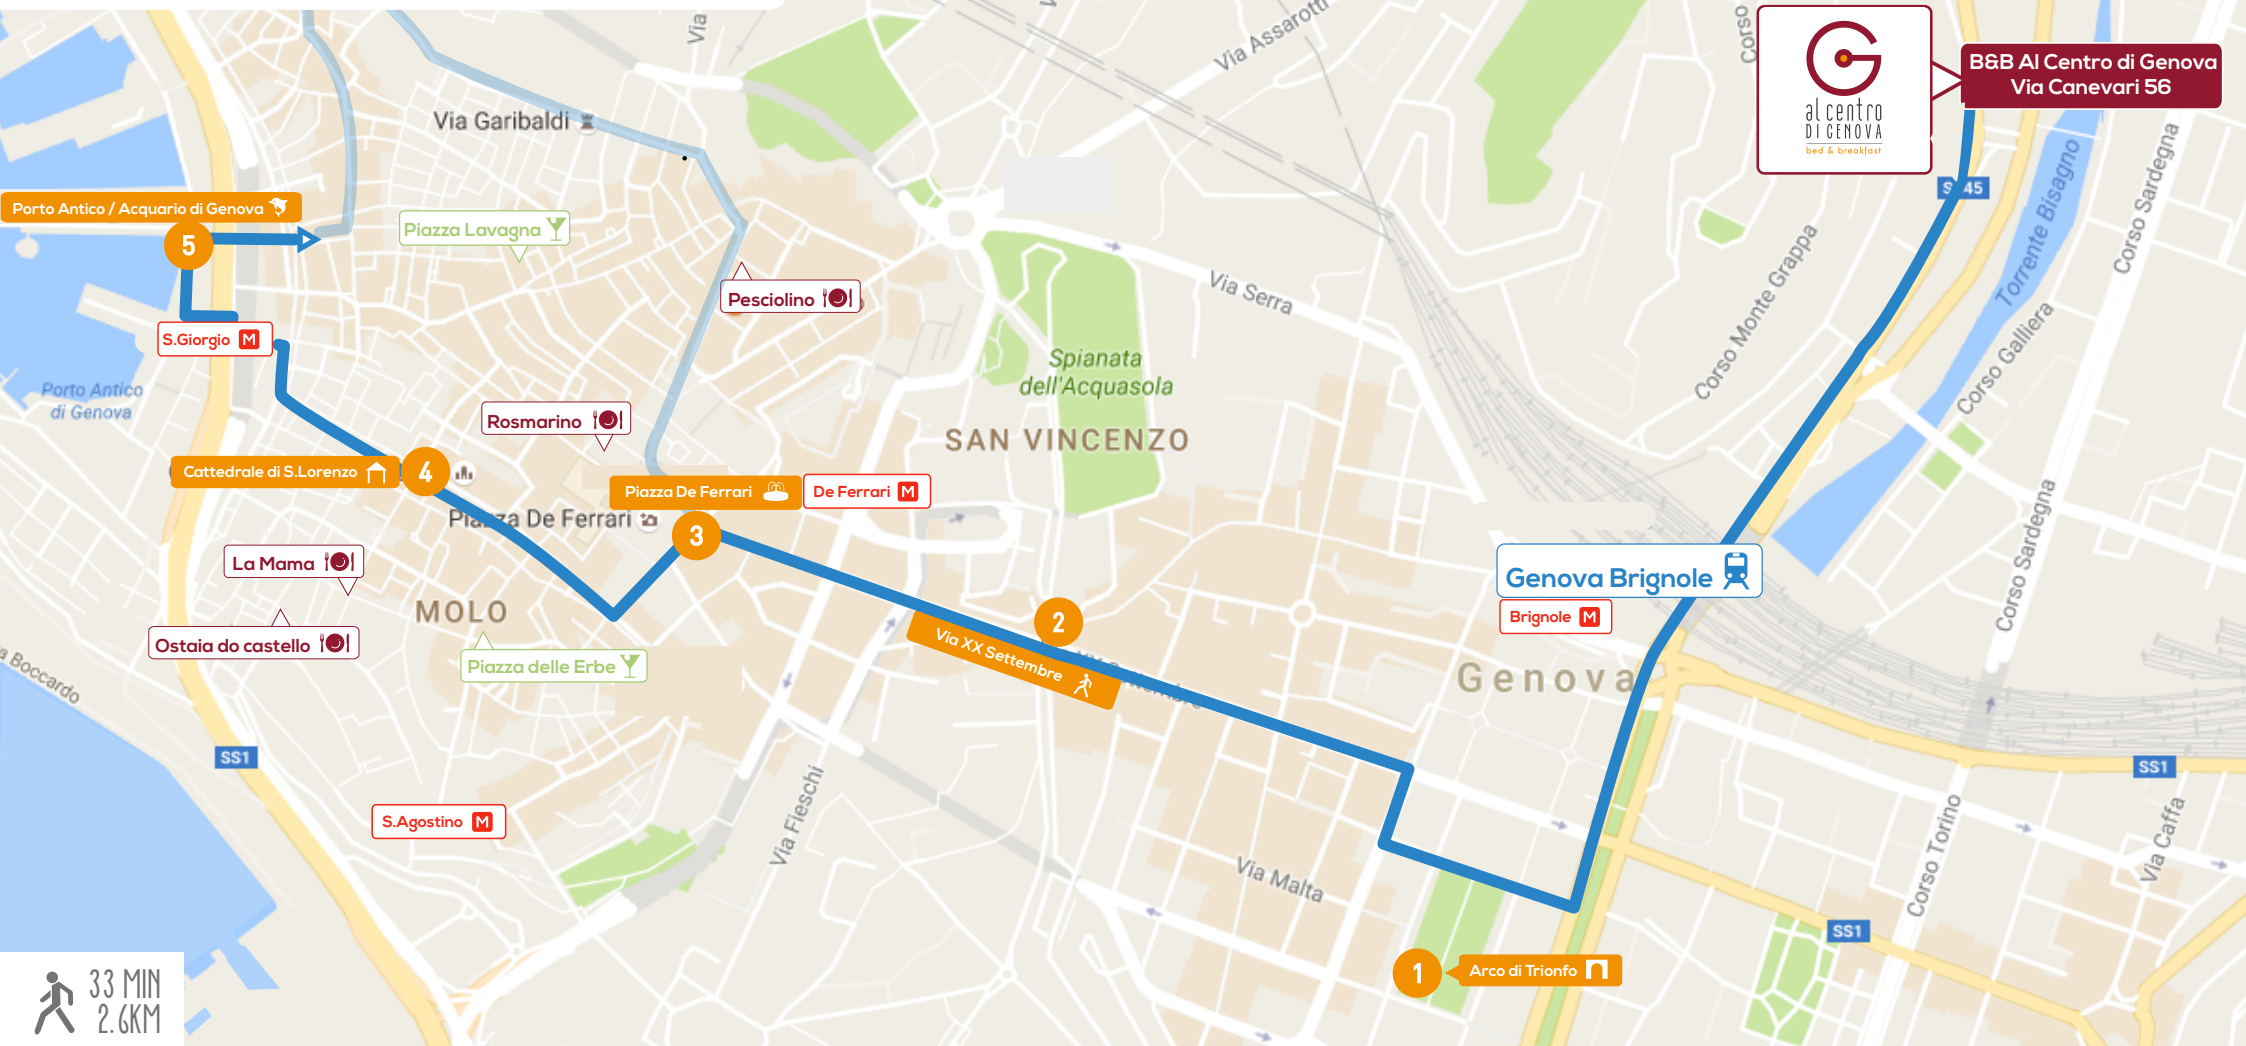 Via
Via Assarotti
Corso
al centro
DI GENOVA
bed & breakfast
B&B Al Centro di Genova
Via Canevari 56
Via Garibaldi
Porto Antico / Acquario di Genova
5
Piazza Lavagna
Pesciolino
S.Giorgio M
Porto Antico
di Genova
Via Serra
Spianata
dell'Acquasola
SAN VINCENZO
Corso Monte Grappa
Torrente Bisagno
Corso Sardegna
Corso Galliera
Rosmarino
Cattedrale di S.Lorenzo
4
Piazza De Ferrari
De Ferrari M
Piazza De Ferrari
3
La Mama
MOLO
Ostaia do castello
Piazza delle Erbe
Boccardo
2
Via XX Settembre
Genova Brignole
Brignole M
Genova
Corso Sardegna
SS1
SS1
S.Agostino M
Via Fieschi
Via Malta
Corso Torino
Via Caffa
SS1
1
Arco di Trionfo
33 MIN
2.6KM